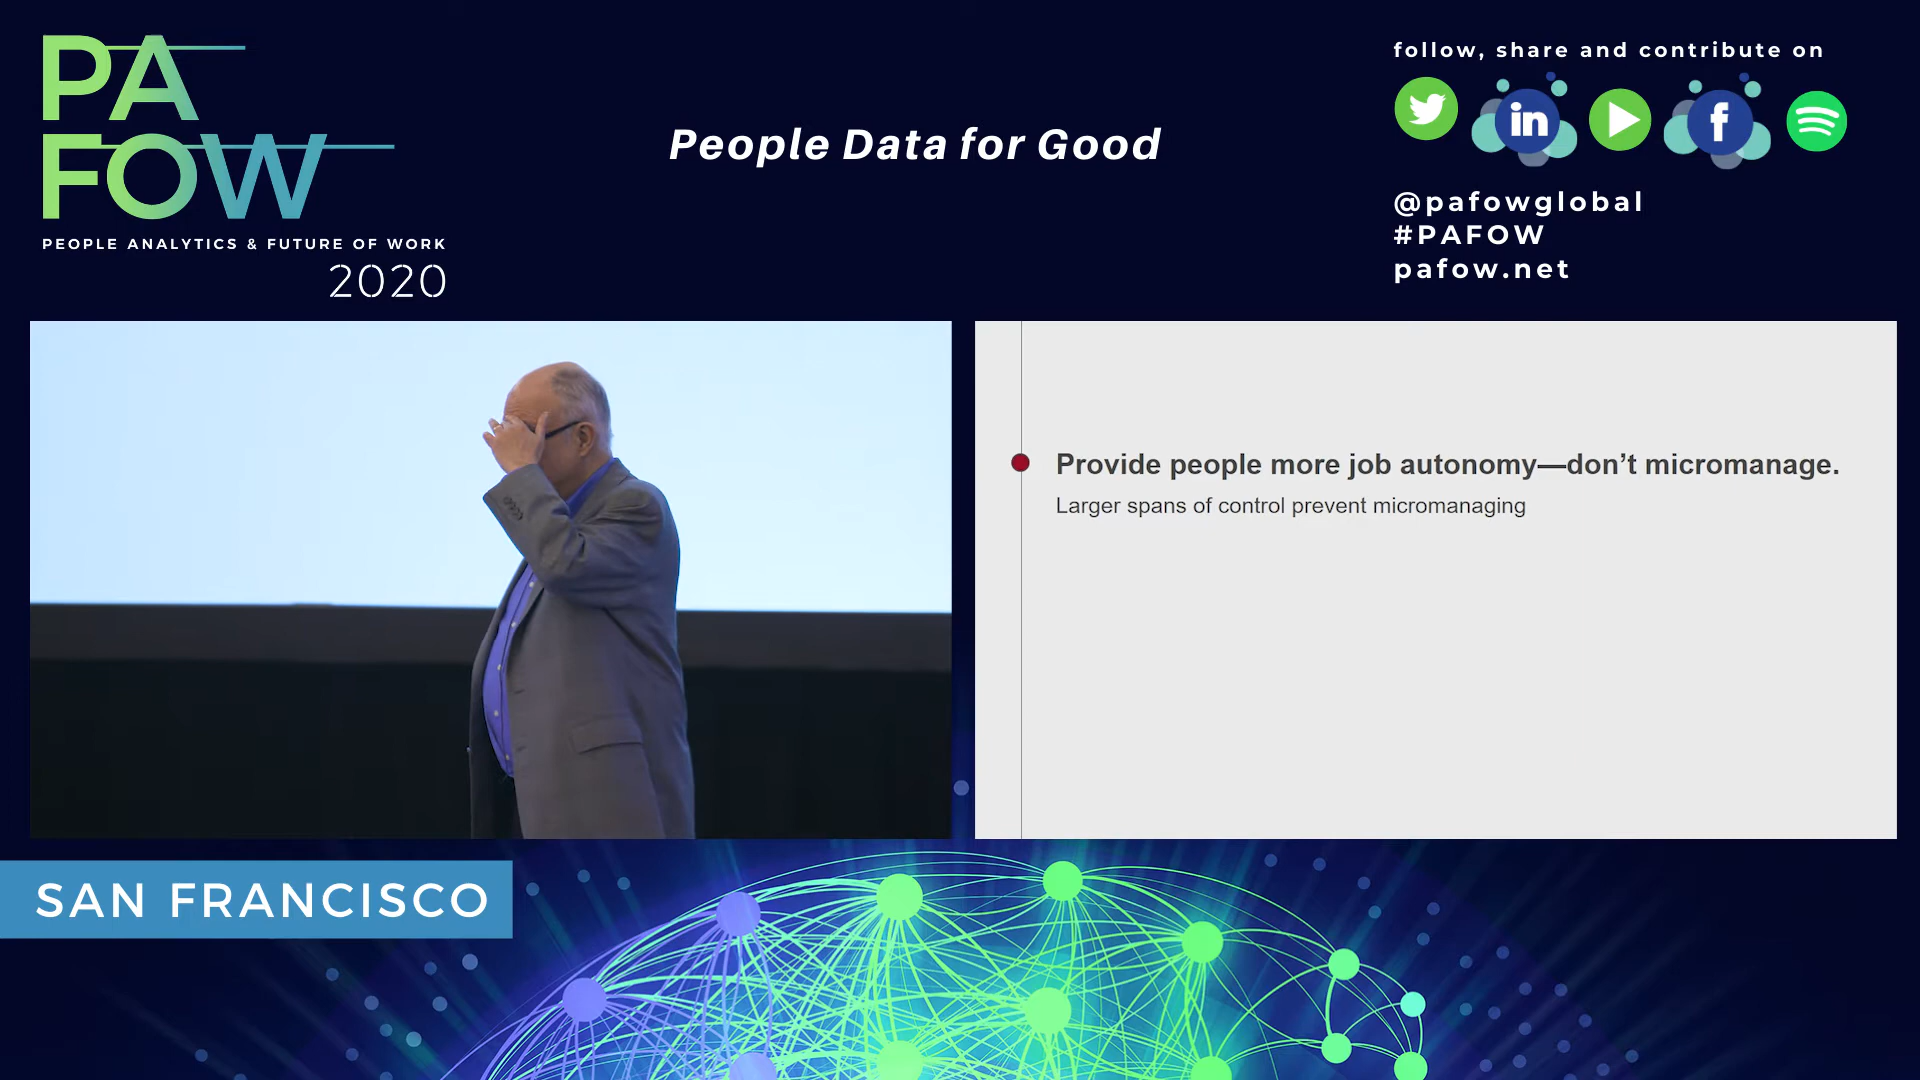 PA
FOW
PEOPLE ANALYTICS & FUTURE OF WORK
2020
People Data for Good
follow, share and contribute on
in
f
@pafowglobal
#PAFOW
pafow.net
Provide people more job autonomy—don’t micromanage.
Larger spans of control prevent micromanaging
SAN FRANCISCO